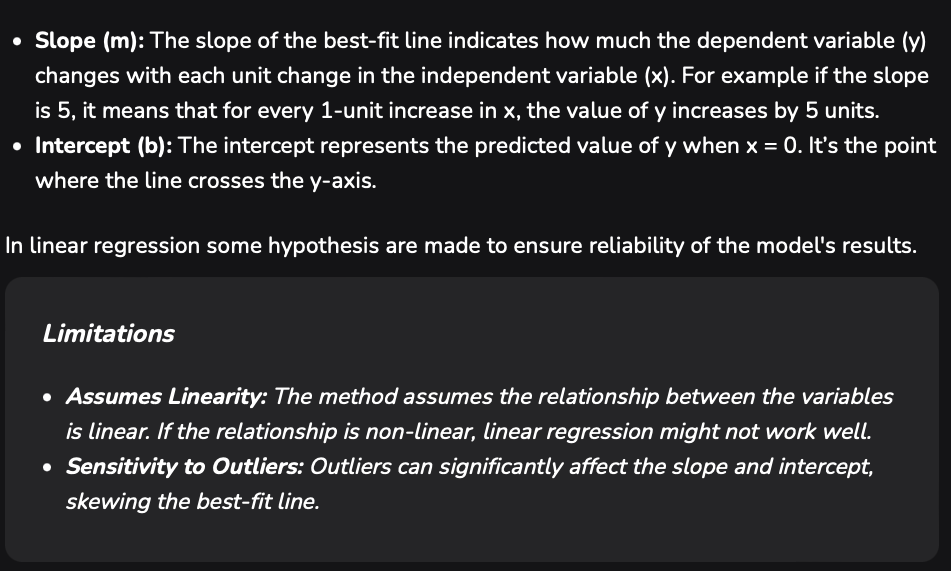 • Slope (m): The slope of the best-fit line indicates how much the dependent variable (y)
changes with each unit change in the independent variable (x). For example if the slope
is 5, it means that for every 1-unit increase in x, the value of y increases by 5 units.
• Intercept (b): The intercept represents the predicted value of y when x = 0. It’s the point
where the line crosses the y-axis.
In linear regression some hypothesis are made to ensure reliability of the model's results.
Limitations
• Assumes Linearity: The method assumes the relationship between the variables
is linear. If the relationship is non-linear, linear regression might not work well.
• Sensitivity to Outliers: Outliers can significantly affect the slope and intercept,
skewing the best-fit line.